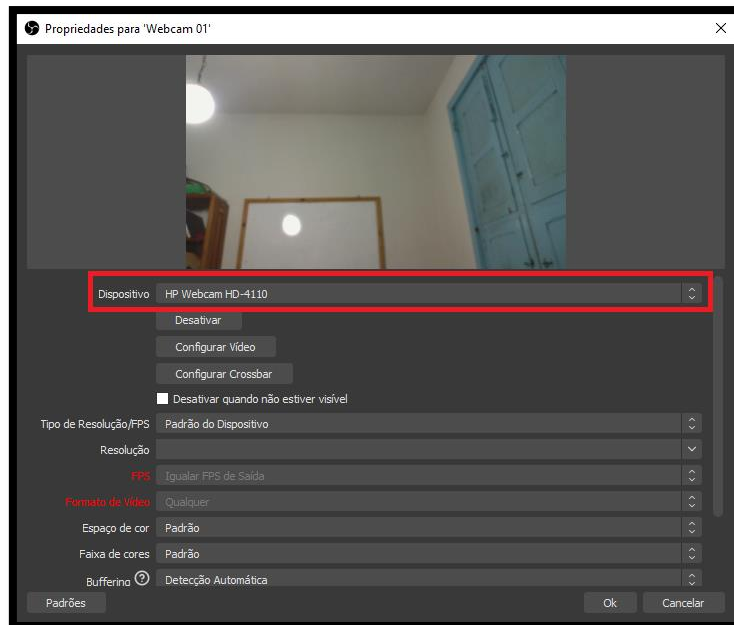 Propriedades para 'Webcam 01'
Dispositivo HP Webcam HD-4110
Desativar
Configurar Vídeo
Configurar Crossbar
Desativar quando não estiver visível
Tipo de Resolução/FPS Padrão do Dispositivo
Resolução
FPS Igualar FPS de Saída
Formato de Vídeo Qualquer
Espaço de cor Padrão
Faixa de cores Padrão
Buffering ? Detecção Automática
Padrões Ok Cancelar